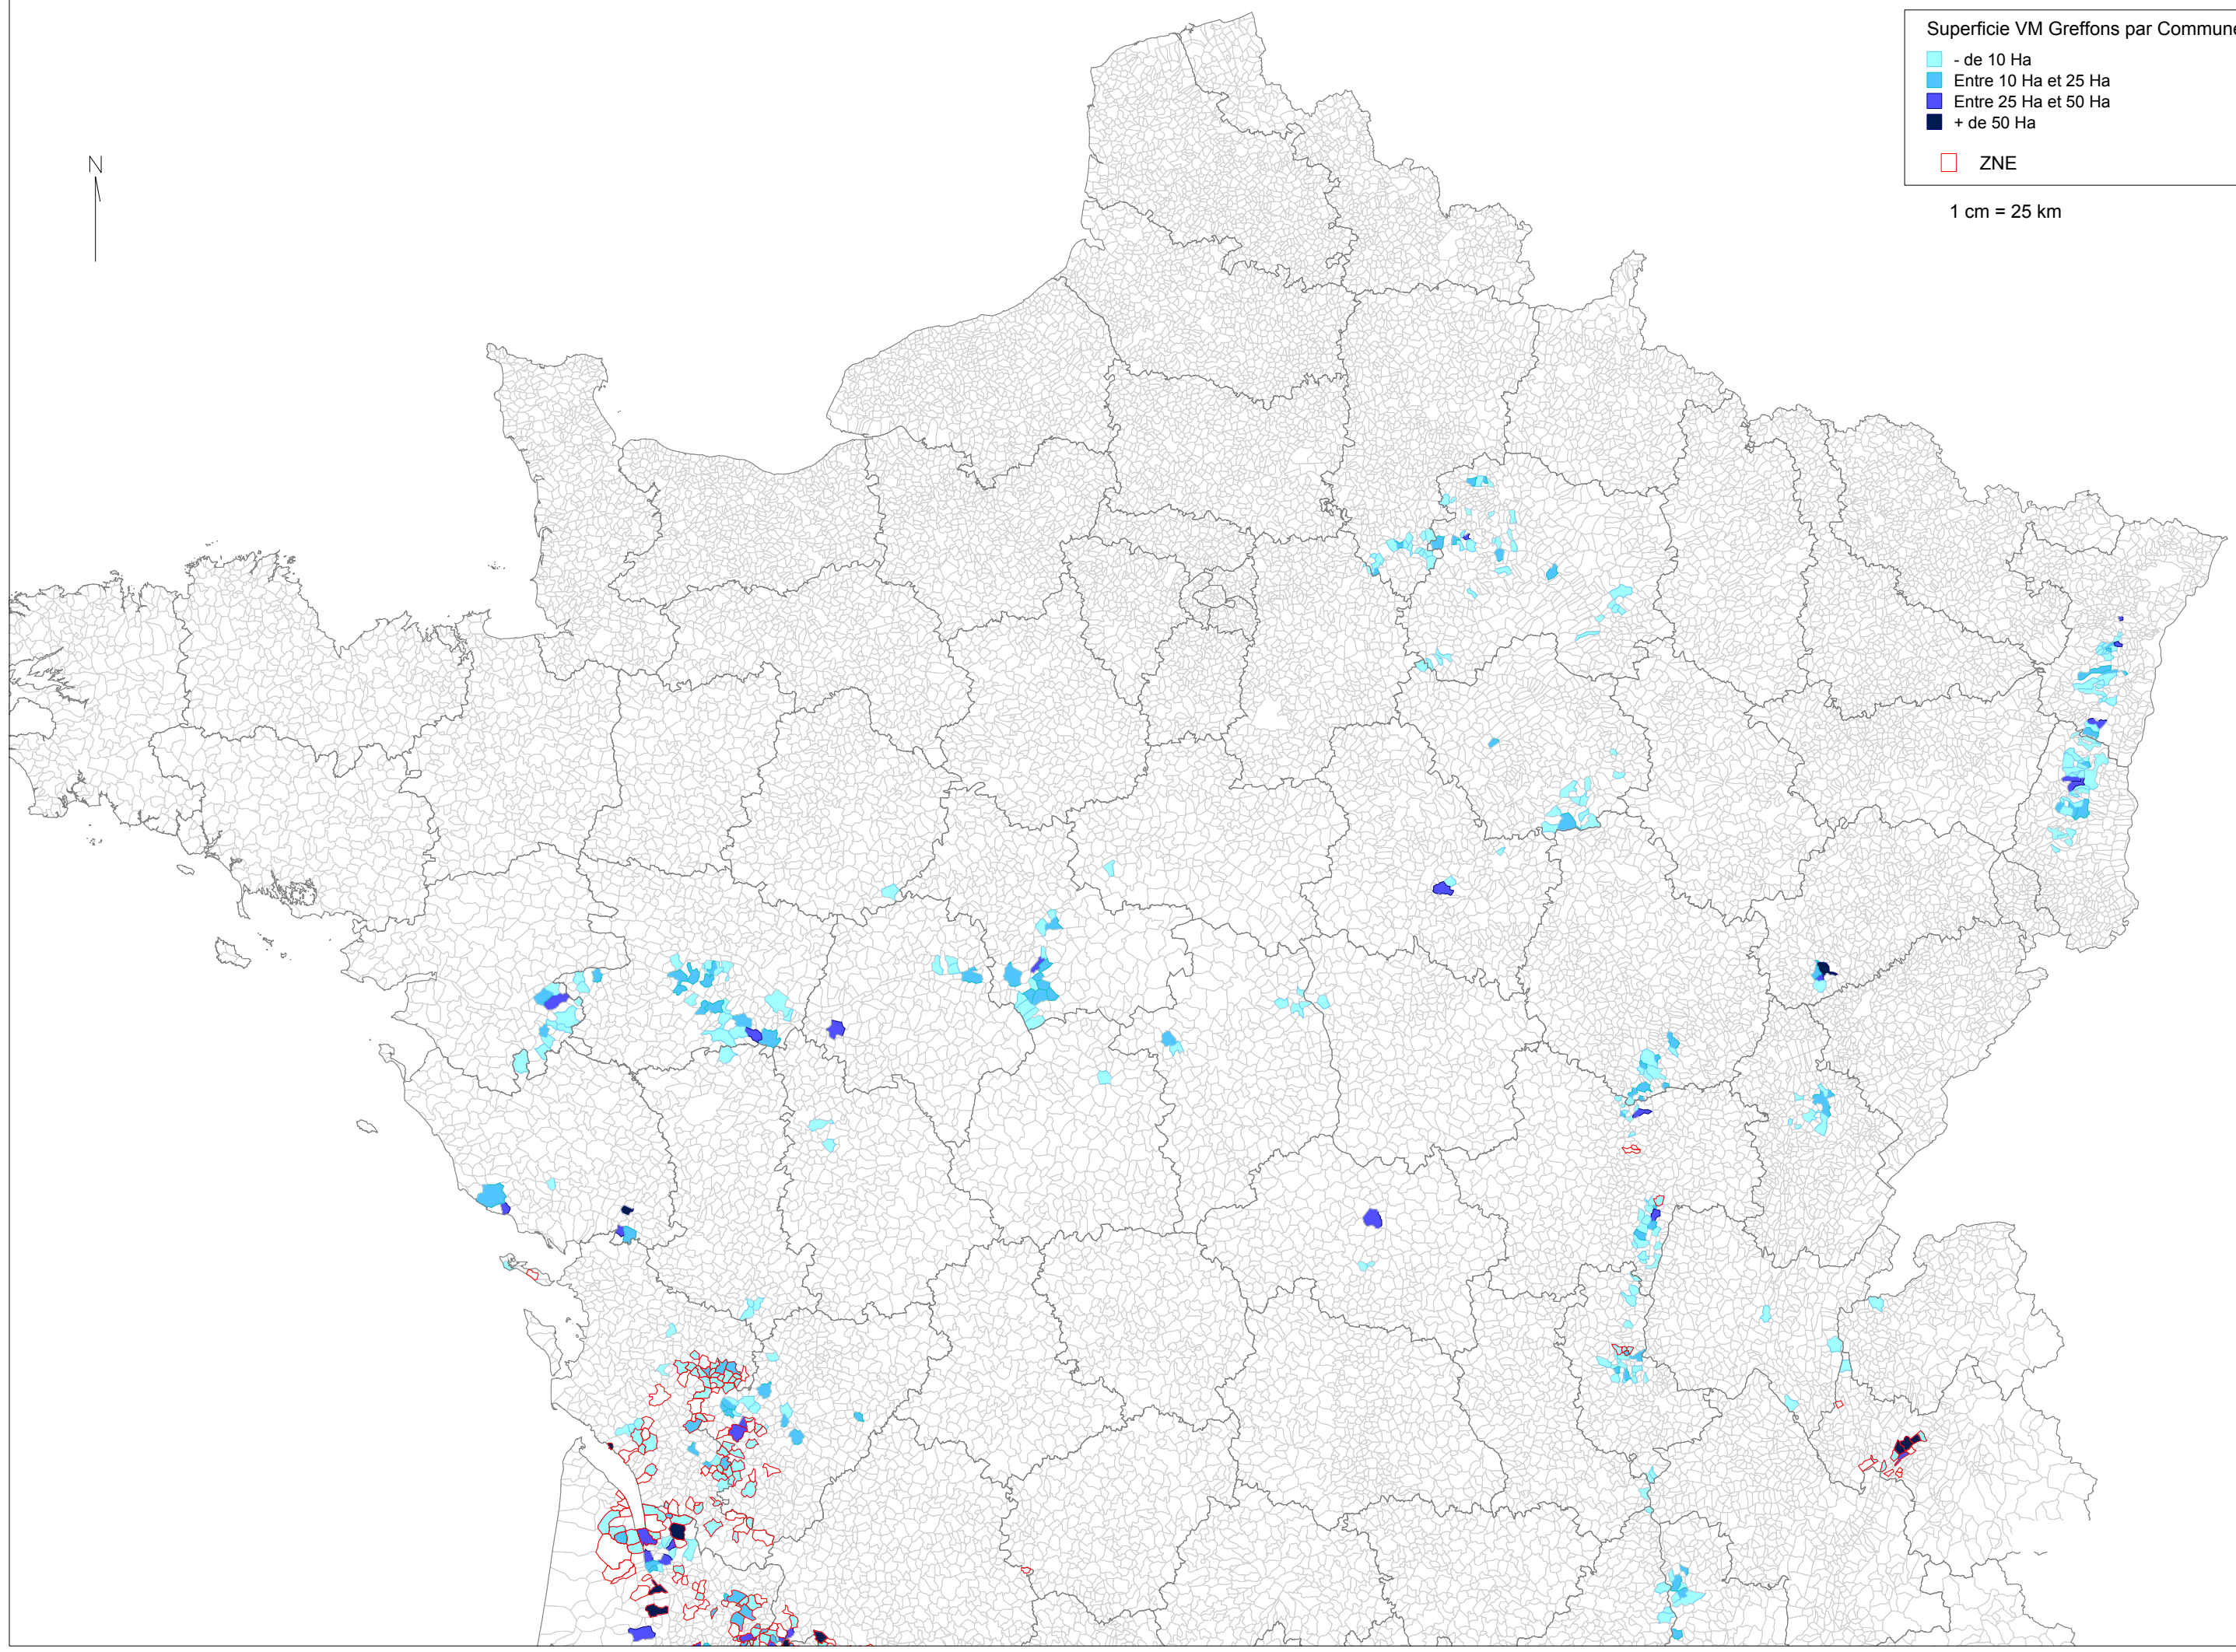 Superficie VM Greffons par Commune
- de 10 Ha
Entre 10 Ha et 25 Ha
Entre 25 Ha et 50 Ha
+ de 50 Ha
ZNE
1 cm = 25 km
N